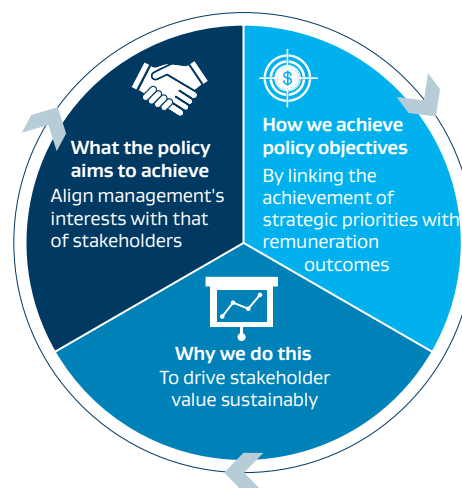 What the policy
aims to achieve
Align management's
interests with that
of stakeholders
$
How we achieve
policy objectives
By linking the
achievement of
strategic priorities with
remuneration
outcomes
Why we do this
To drive stakeholder
value sustainably